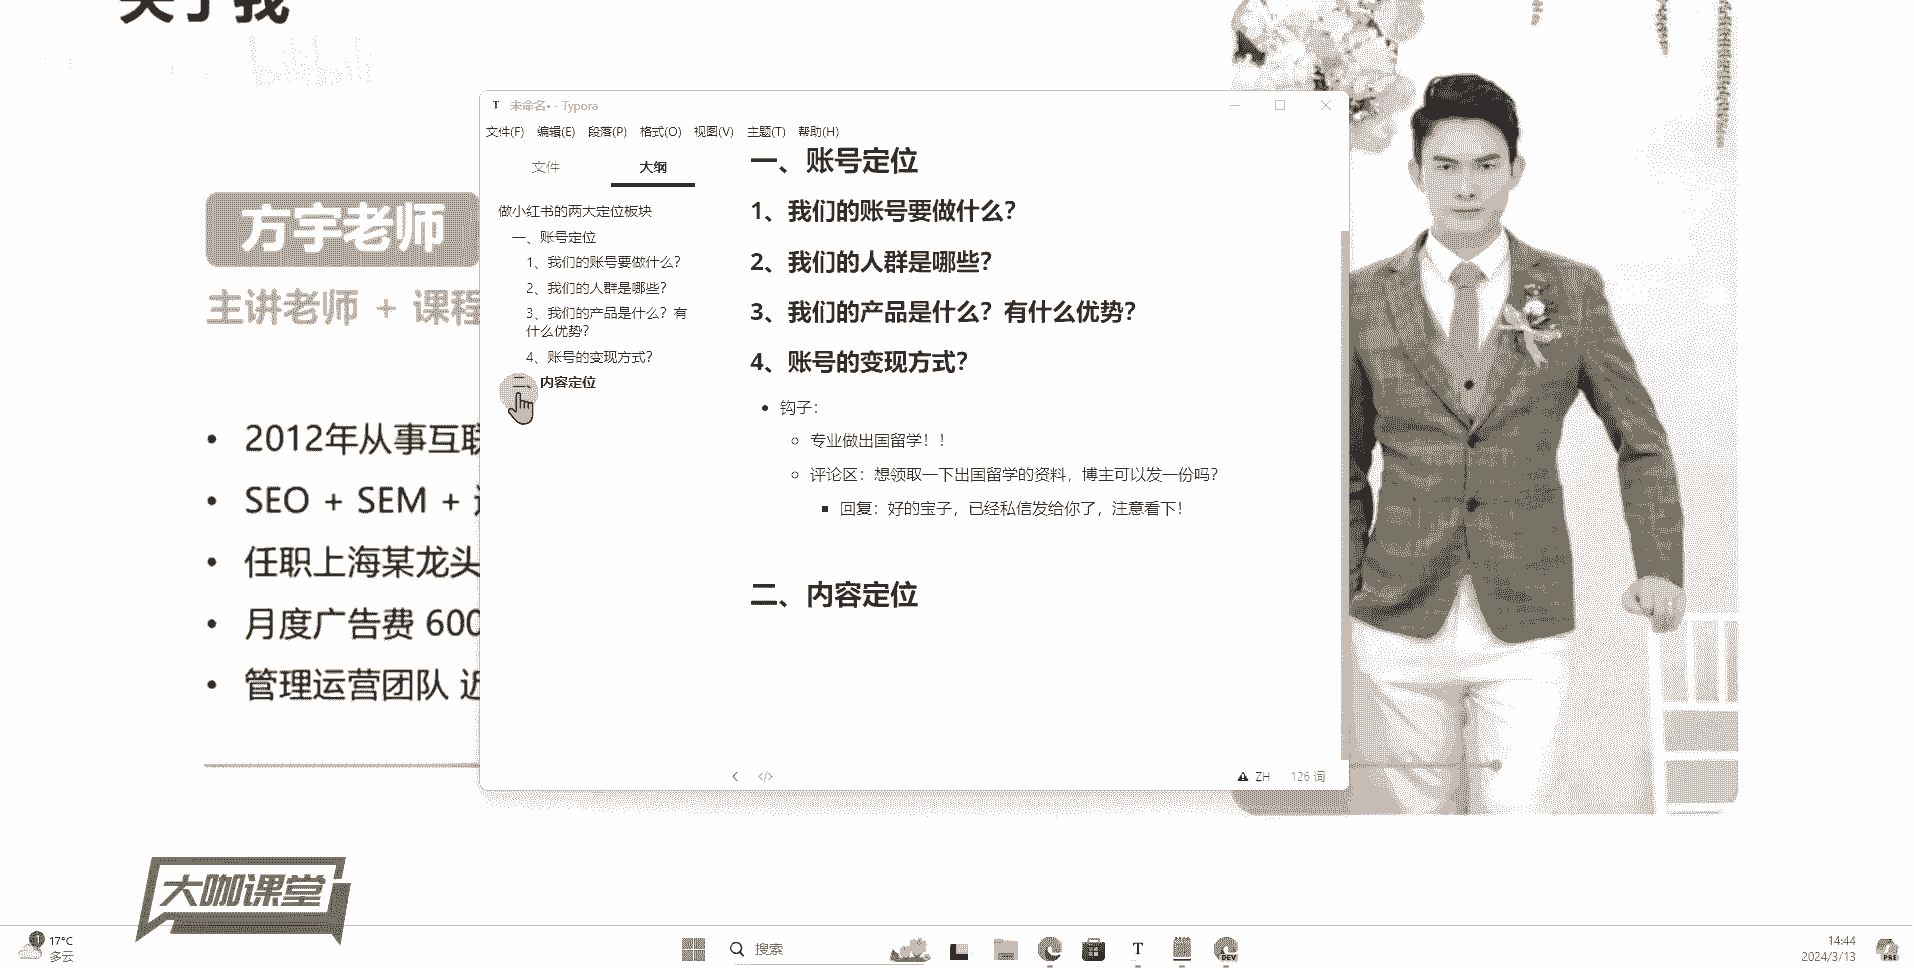 关于我
bilibili
未命名• - Typora
文件(F) 编辑(E) 段落(P) 格式(O) 视图(V) 主题(T) 帮助(H)
文件 大纲
做小红书的两大定位板块
一、账号定位
1、我们的账号要做什么？
2、我们的人群是哪些？
3、我们的产品是什么？有
什么优势？
4、账号的变现方式？
二、内容定位
一、账号定位
1、我们的账号要做什么？
2、我们的人群是哪些？
3、我们的产品是什么？有什么优势？
4、账号的变现方式？
• 钩子：
○ 专业做出国留学！！
○ 评论区：想领取一下出国留学的资料，博主可以发一份吗？
▪ 回复：好的宝子，已经私信发给你了，注意看下！
二、内容定位
</> ZH 126 词
方宇老师
主讲老师 + 课程
• 2012年从事互联
• SEO + SEM +
• 任职上海某龙头
• 月度广告费 600
• 管理运营团队 近
大咖课堂
1 17°C
多云
搜索
T
DEV
14:44
2024/3/13
PRE